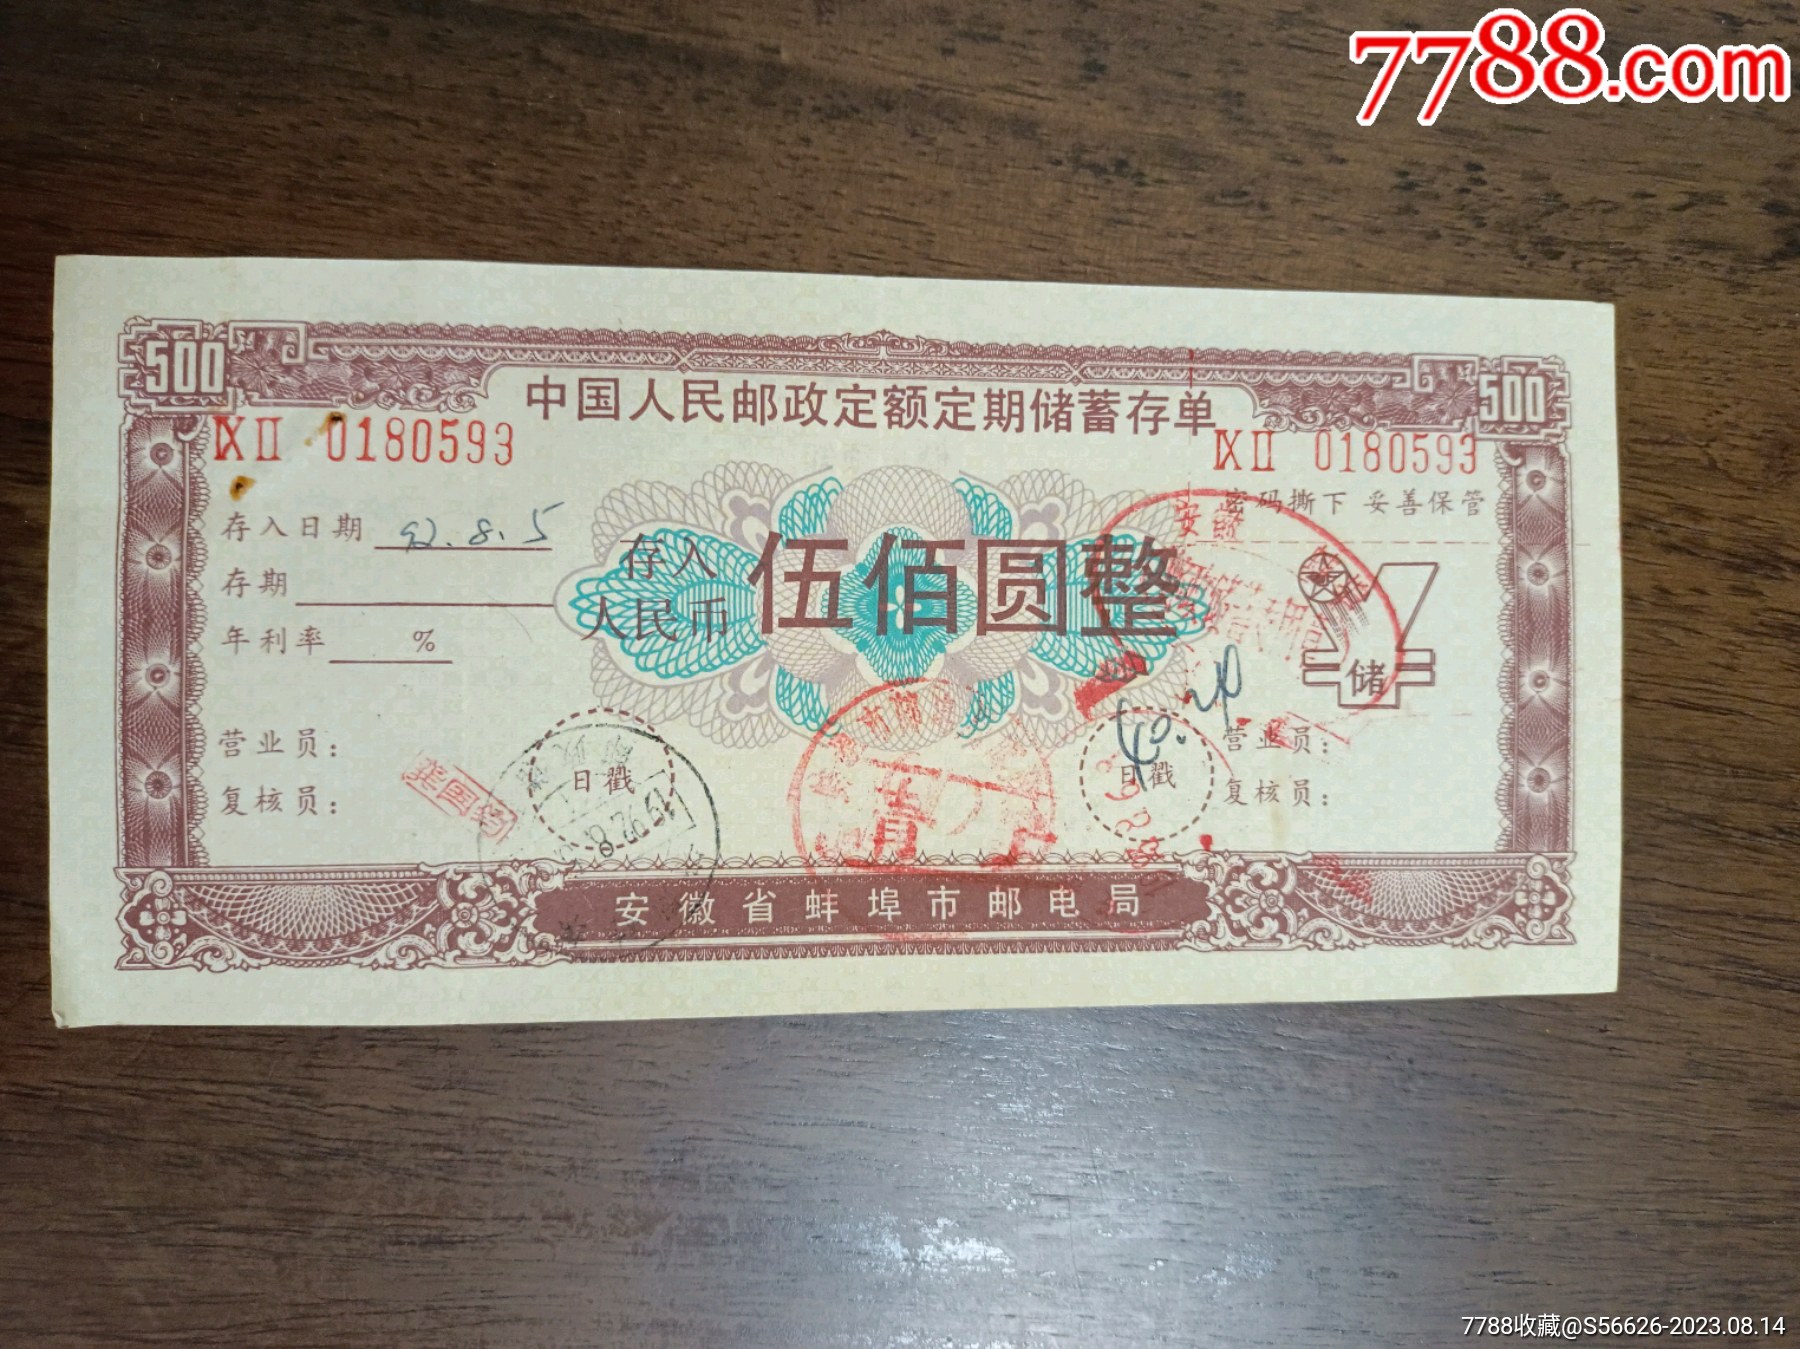 7788.com
500
500
中国人民邮政定额定期储蓄存单
ⅨⅡ 0180593
ⅨⅡ 0180593
密码撕下 妥善保管
存入日期 92.8.5
存入
人民币
伍佰圆整
存期
年利率 %
储
营业员：
复核员：
日戳
日戳
营业员：
复核员：
安徽
1992.8
安徽省蚌埠市邮电局
7788收藏@S56626-2023.08.14